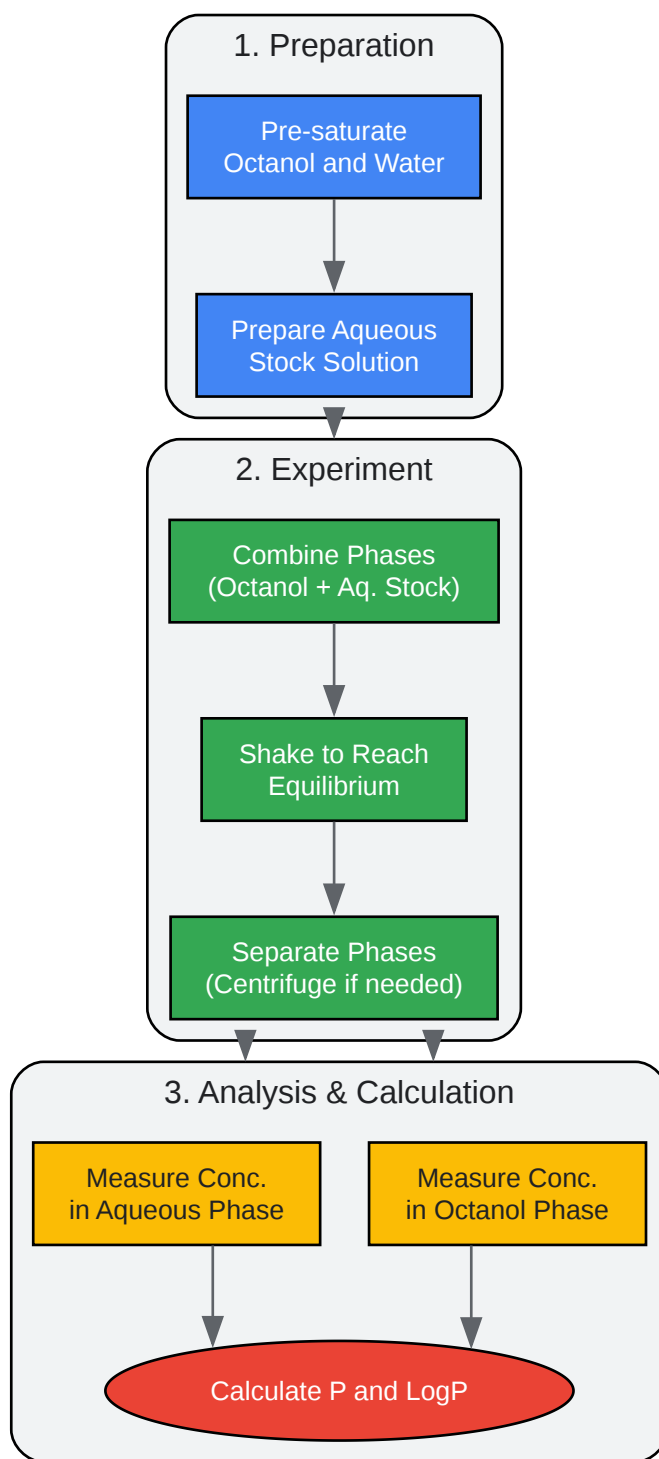 1. Preparation
Pre-saturate
Octanol and Water
Prepare Aqueous
Stock Solution
2. Experiment
Combine Phases
(Octanol + Aq. Stock)
Shake to Reach
Equilibrium
Separate Phases
(Centrifuge if needed)
3. Analysis & Calculation
Measure Conc.
in Aqueous Phase
Measure Conc.
in Octanol Phase
Calculate P and LogP